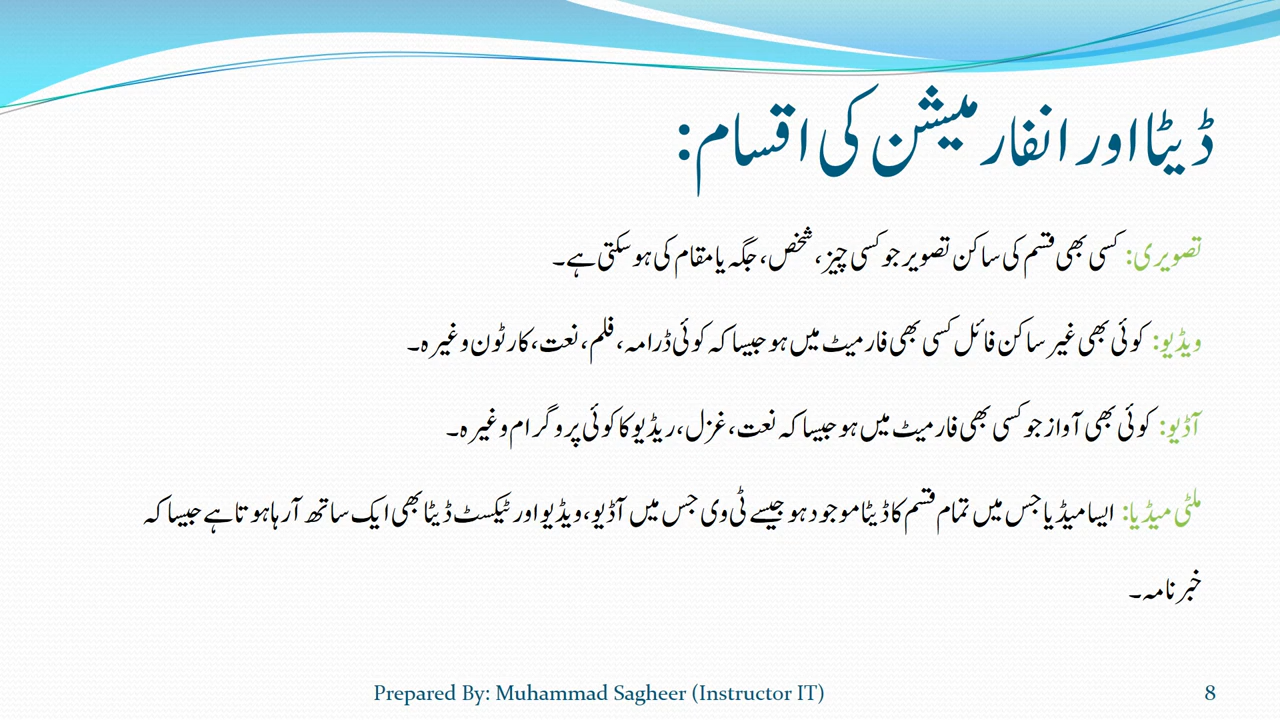 ڈیٹا اور انفارمیشن کی اقسام:
تصویری: کسی بھی قسم کی ساکن تصویر جو کسی چیز، شخص، جگہ یا مقام کی ہو سکتی ہے۔
ویڈیو: کوئی بھی غیر ساکن فائل کسی بھی فارمیٹ میں ہو جیسا کہ کوئی ڈرامہ، فلم، نعت، کارٹون وغیرہ۔
آڈیو: کوئی بھی آواز جو کسی بھی فارمیٹ میں ہو جیسا کہ نعت، غزل، ریڈیو کا کوئی پروگرام وغیرہ۔
ملٹی میڈیا: ایسا میڈیا جس میں تمام قسم کا ڈیٹا موجود ہو جیسے ٹی وی جس میں آڈیو، ویڈیو اور ٹیکسٹ ڈیٹا بھی ایک ساتھ آ رہا ہوتا ہے جیسا کہ
خبرنامہ۔
Prepared By: Muhammad Sagheer (Instructor IT)
8